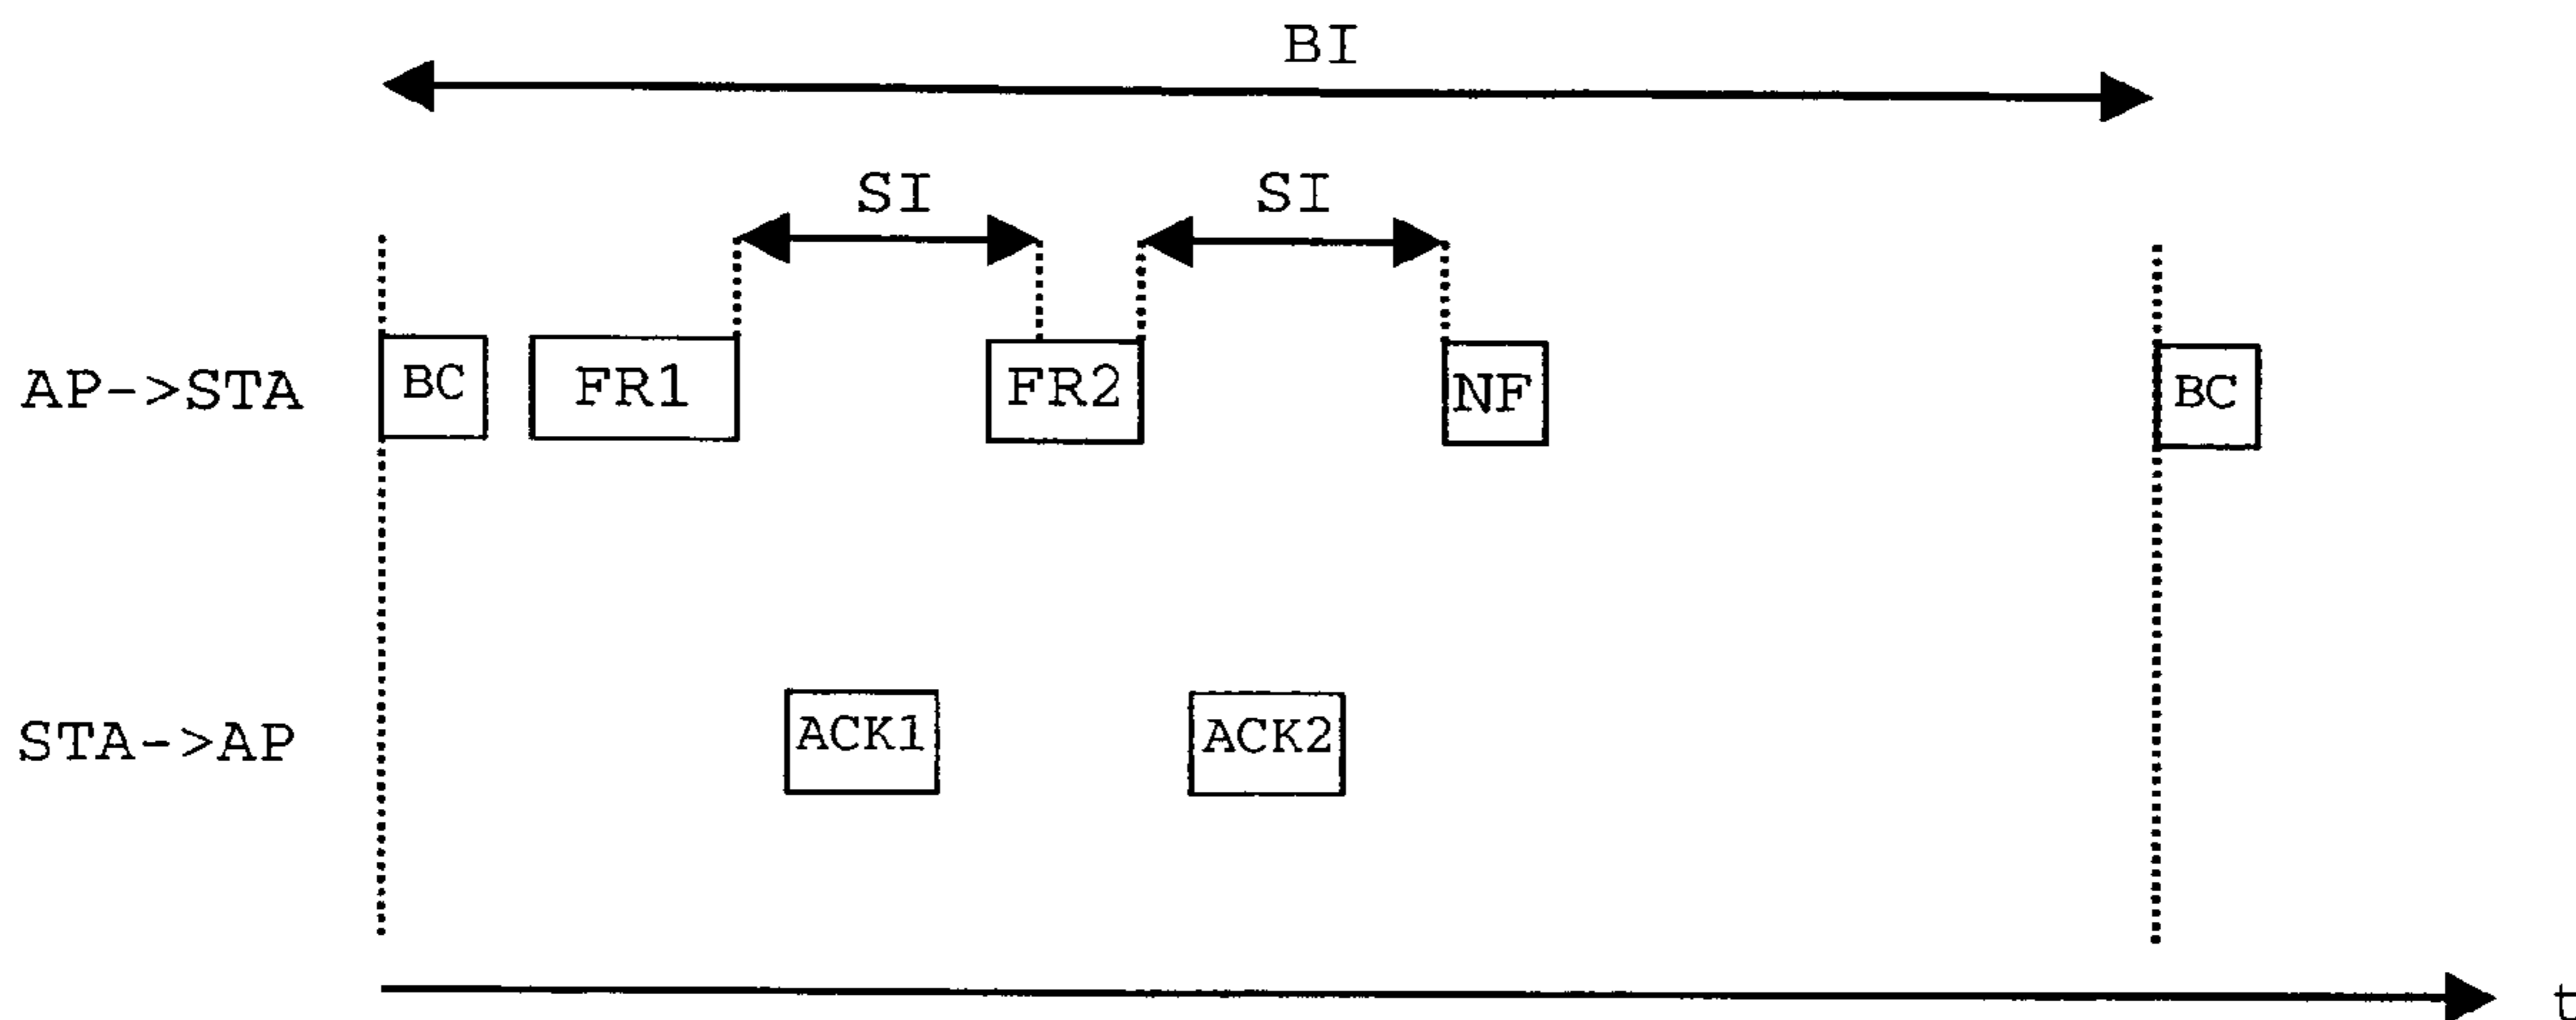 BI
SI SI
AP->STA BC FR1 FR2 NF BC
STA->AP ACK1 ACK2
t